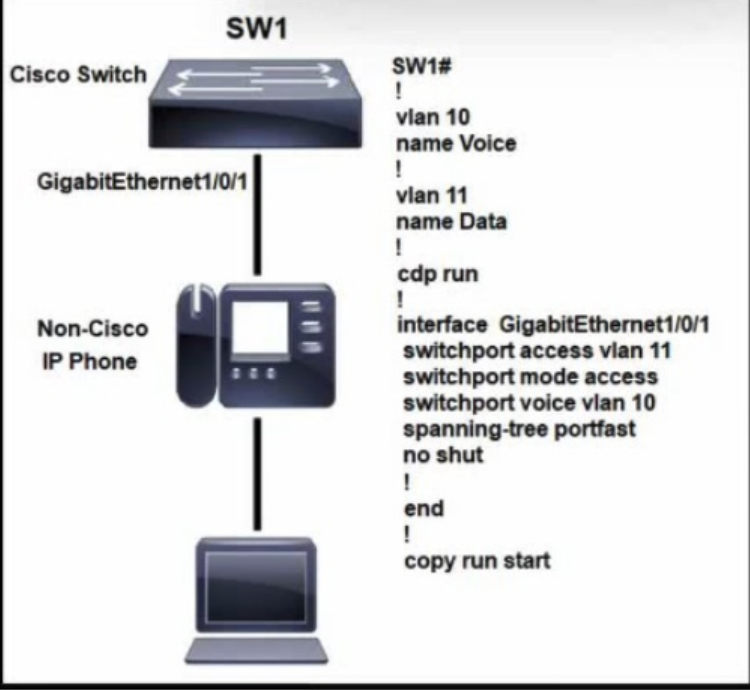 SW1
Cisco Switch
GigabitEthernet1/0/1
Non-Cisco
IP Phone
SW1#
!
vlan 10
name Voice
!
vlan 11
name Data
!
cdp run
!
interface GigabitEthernet1/0/1
switchport access vlan 11
switchport mode access
switchport voice vlan 10
spanning-tree portfast
no shut
!
end
!
copy run start